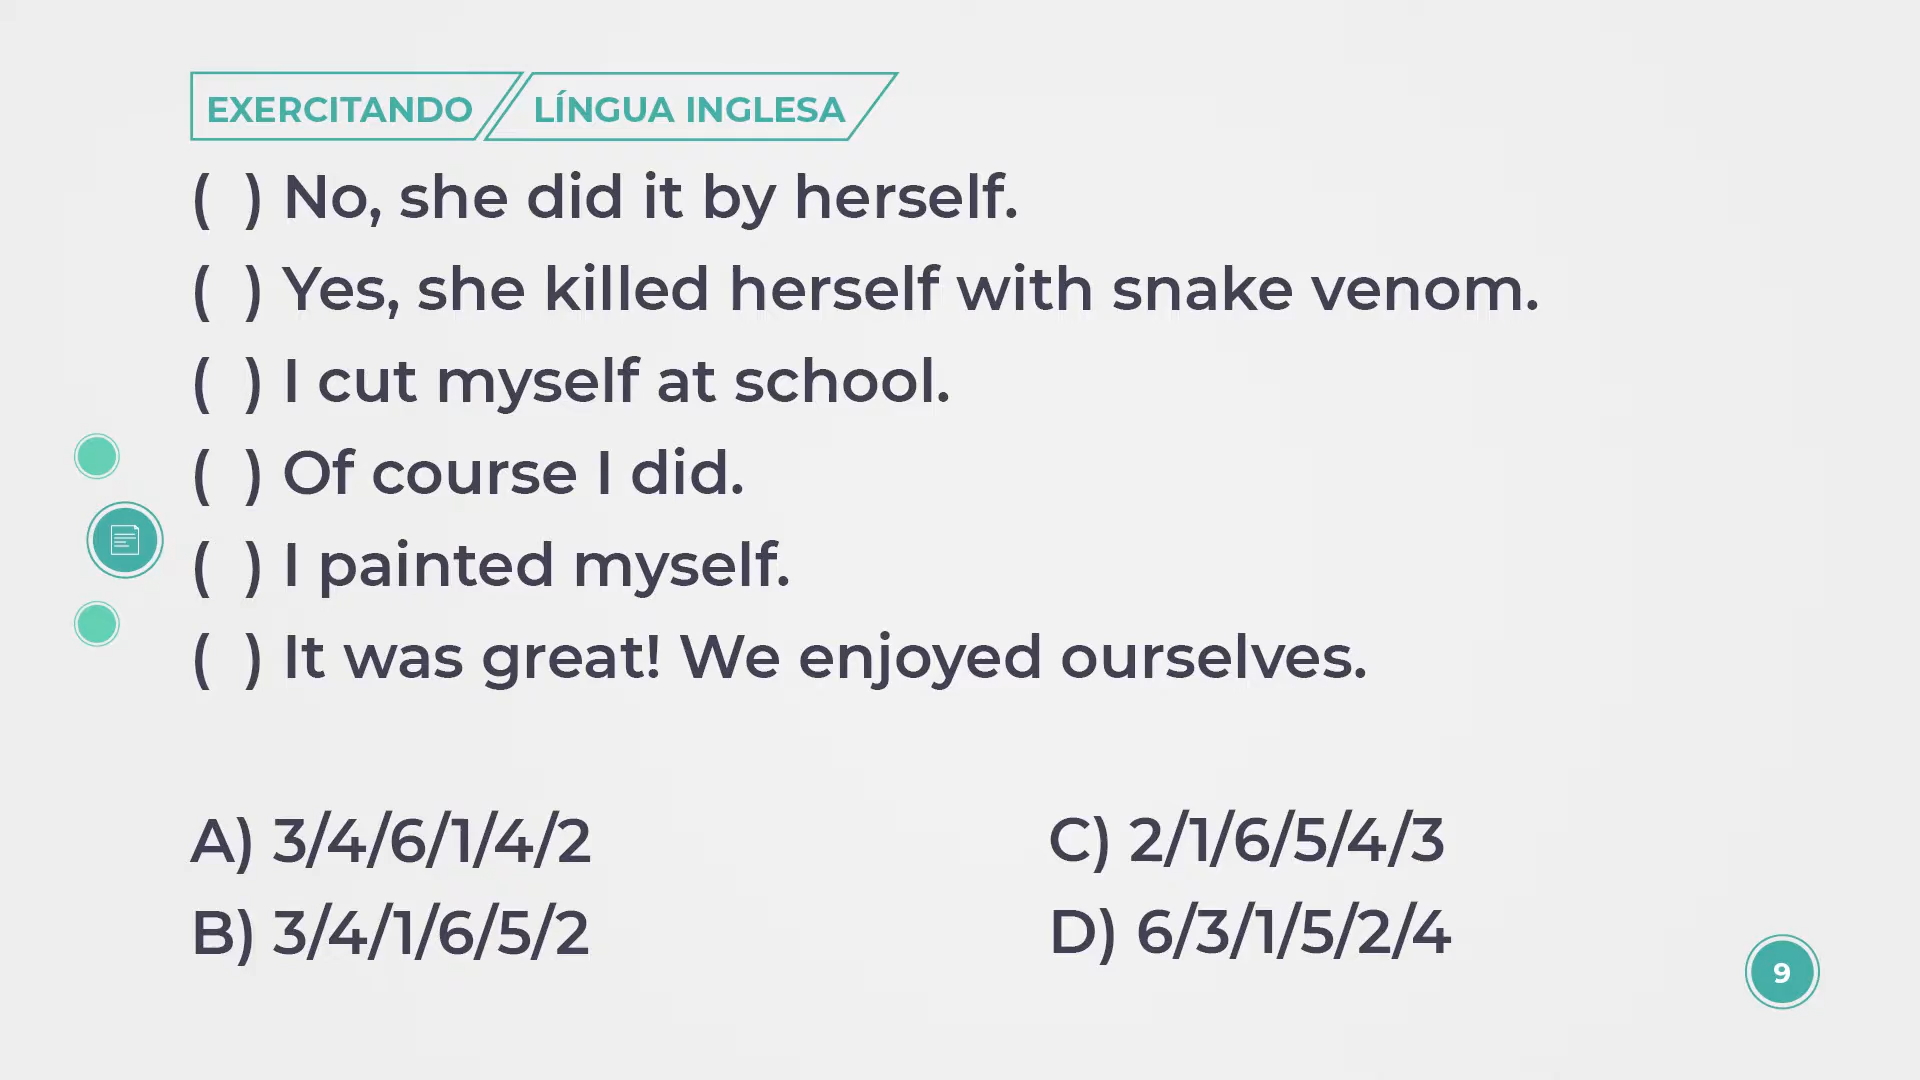 EXERCITANDO LÍNGUA INGLESA
( ) No, she did it by herself.
( ) Yes, she killed herself with snake venom.
( ) I cut myself at school.
( ) Of course I did.
( ) I painted myself.
( ) It was great! We enjoyed ourselves.
A) 3/4/6/1/4/2
B) 3/4/1/6/5/2
C) 2/1/6/5/4/3
D) 6/3/1/5/2/4
9